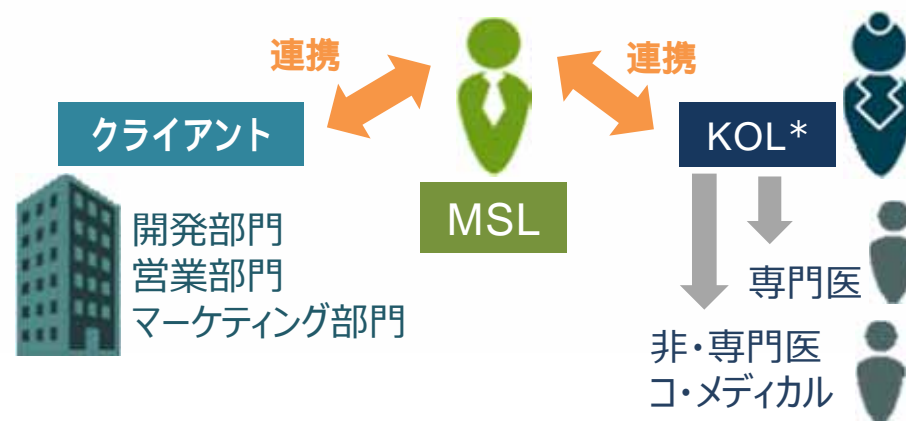 連携
連携
クライアント
KOL*
MSL
開発部門
営業部門
マーケティング部門
専門医
非・専門医
コ・メディカル